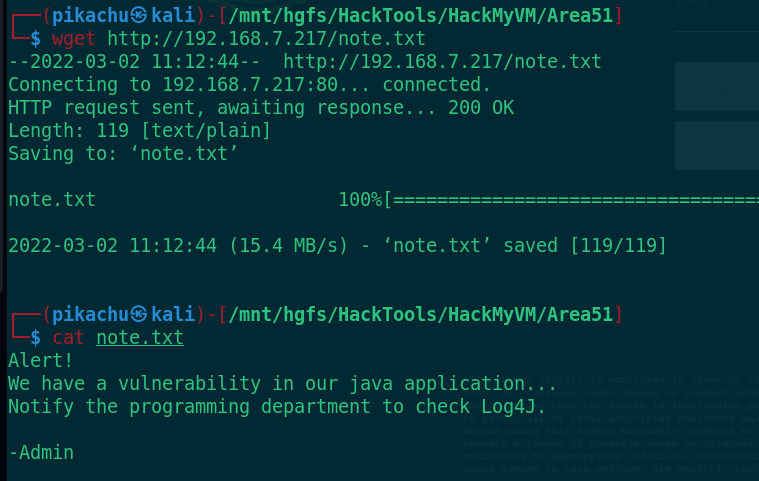 ┌──(pikachu㉿kali)-[/mnt/hgfs/HackTools/HackMyVM/Area51]
└─$ wget http://192.168.7.217/note.txt
--2022-03-02 11:12:44--  http://192.168.7.217/note.txt
Connecting to 192.168.7.217:80... connected.
HTTP request sent, awaiting response... 200 OK
Length: 119 [text/plain]
Saving to: ‘note.txt’
note.txt                      100%[==================================
2022-03-02 11:12:44 (15.4 MB/s) - ‘note.txt’ saved [119/119]
┌──(pikachu㉿kali)-[/mnt/hgfs/HackTools/HackMyVM/Area51]
└─$ cat note.txt
Alert!
We have a vulnerability in our java application...
Notify the programming department to check Log4J.
-Admin